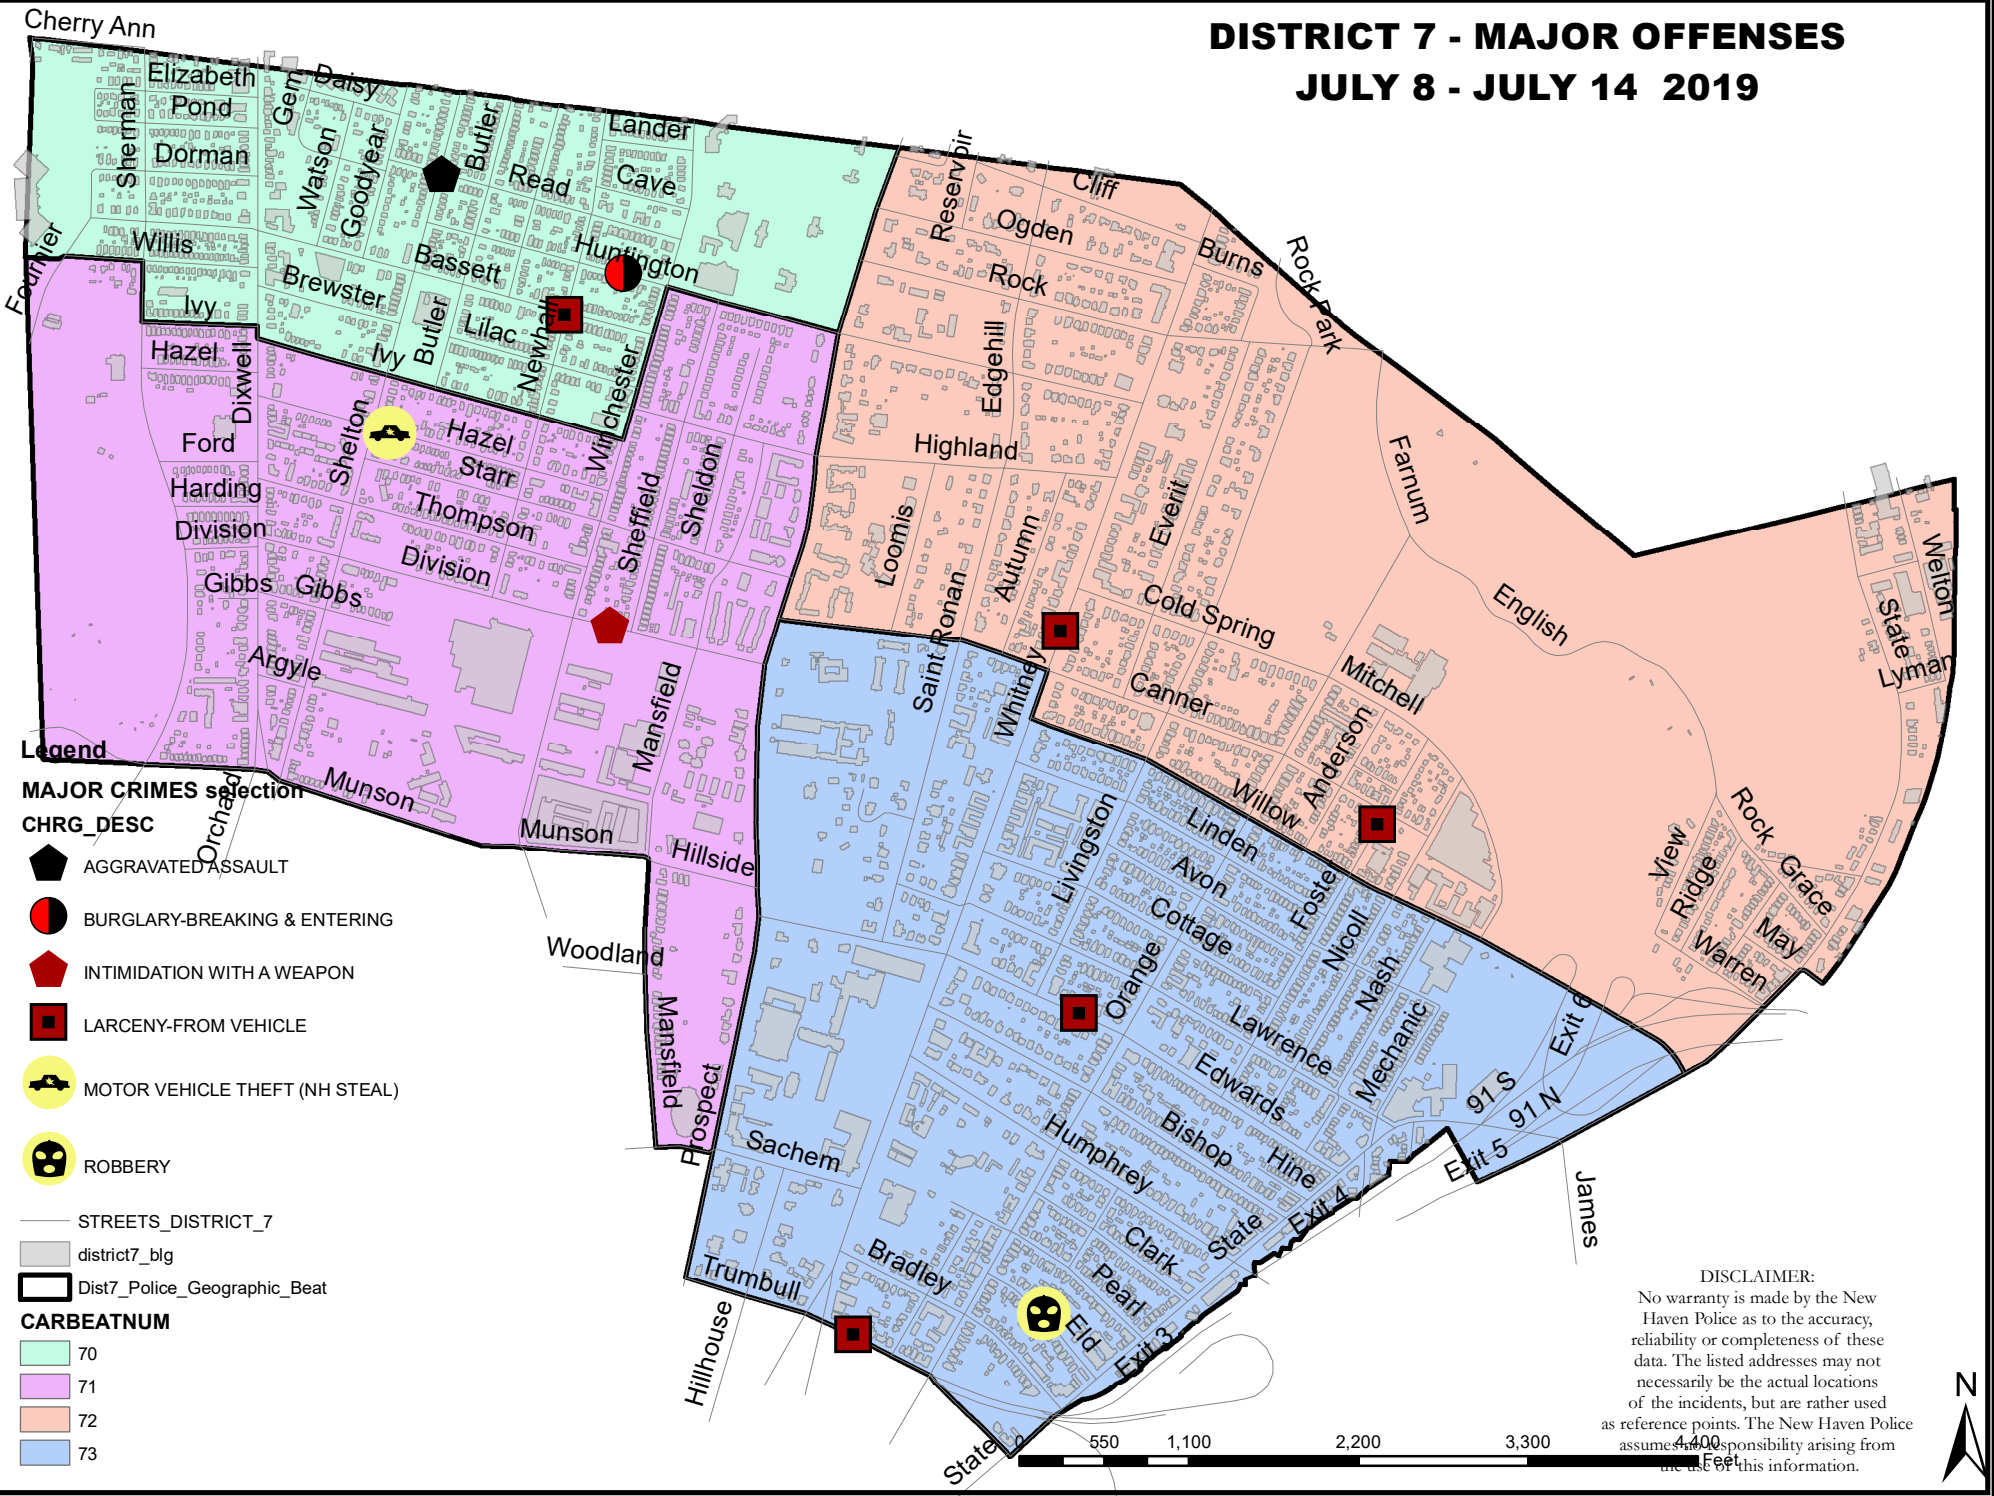 DISTRICT 7 - MAJOR OFFENSES
JULY 8 - JULY 14 2019
Cherry Ann
Elizabeth
Pond
Sherman
Dorman
Gem
Daisy
Watson
Goodyear
Butler
Lander
Read
Cave
Willis
Fournier
Ivy
Brewster
Bassett
Huntington
Butler
Lilac
Newhall
Ivy
Winchester
Hazel
Dixwell
Ford
Shelton
Hazel
Starr
Harding
Thompson
Division
Division
Sheffield
Sheldon
Gibbs
Gibbs
Argyle
Mansfield
Munson
Munson
Orchard
Hillside
Woodland
Mansfield
Prospect
Reservoir
Cliff
Ogden
Rock
Burns
Rock Park
Edgehill
Highland
Farnum
Loomis
Autumn
Everit
Saint Ronan
Cold Spring
English
Whitney
Canner
Mitchell
Anderson
Willow
Welton
State
Lyman
View
Ridge
Rock
Grace
May
Warren
Linden
Livingston
Avon
Foster
Cottage
Nicoll
Orange
Nash
Lawrence
Mechanic
Edwards
Exit 6
91 S
91 N
Bishop
Humphrey
Hine
Exit 5
Exit 4
James
Sachem
State
Clark
Bradley
Pearl
Trumbull
Eld
Exit 3
Hillhouse
State
Legend
MAJOR CRIMES selection
CHRG_DESC
AGGRAVATED ASSAULT
BURGLARY-BREAKING & ENTERING
INTIMIDATION WITH A WEAPON
LARCENY-FROM VEHICLE
MOTOR VEHICLE THEFT (NH STEAL)
ROBBERY
STREETS_DISTRICT_7
district7_blg
Dist7_Police_Geographic_Beat
CARBEATNUM
70
71
72
73
DISCLAIMER:
No warranty is made by the New
Haven Police as to the accuracy,
reliability or completeness of these
data. The listed addresses may not
necessarily be the actual locations
of the incidents, but are rather used
as reference points. The New Haven Police
assumes no responsibility arising from
the use of this information.
0 550 1,100 2,200 3,300 4,400
Feet
N